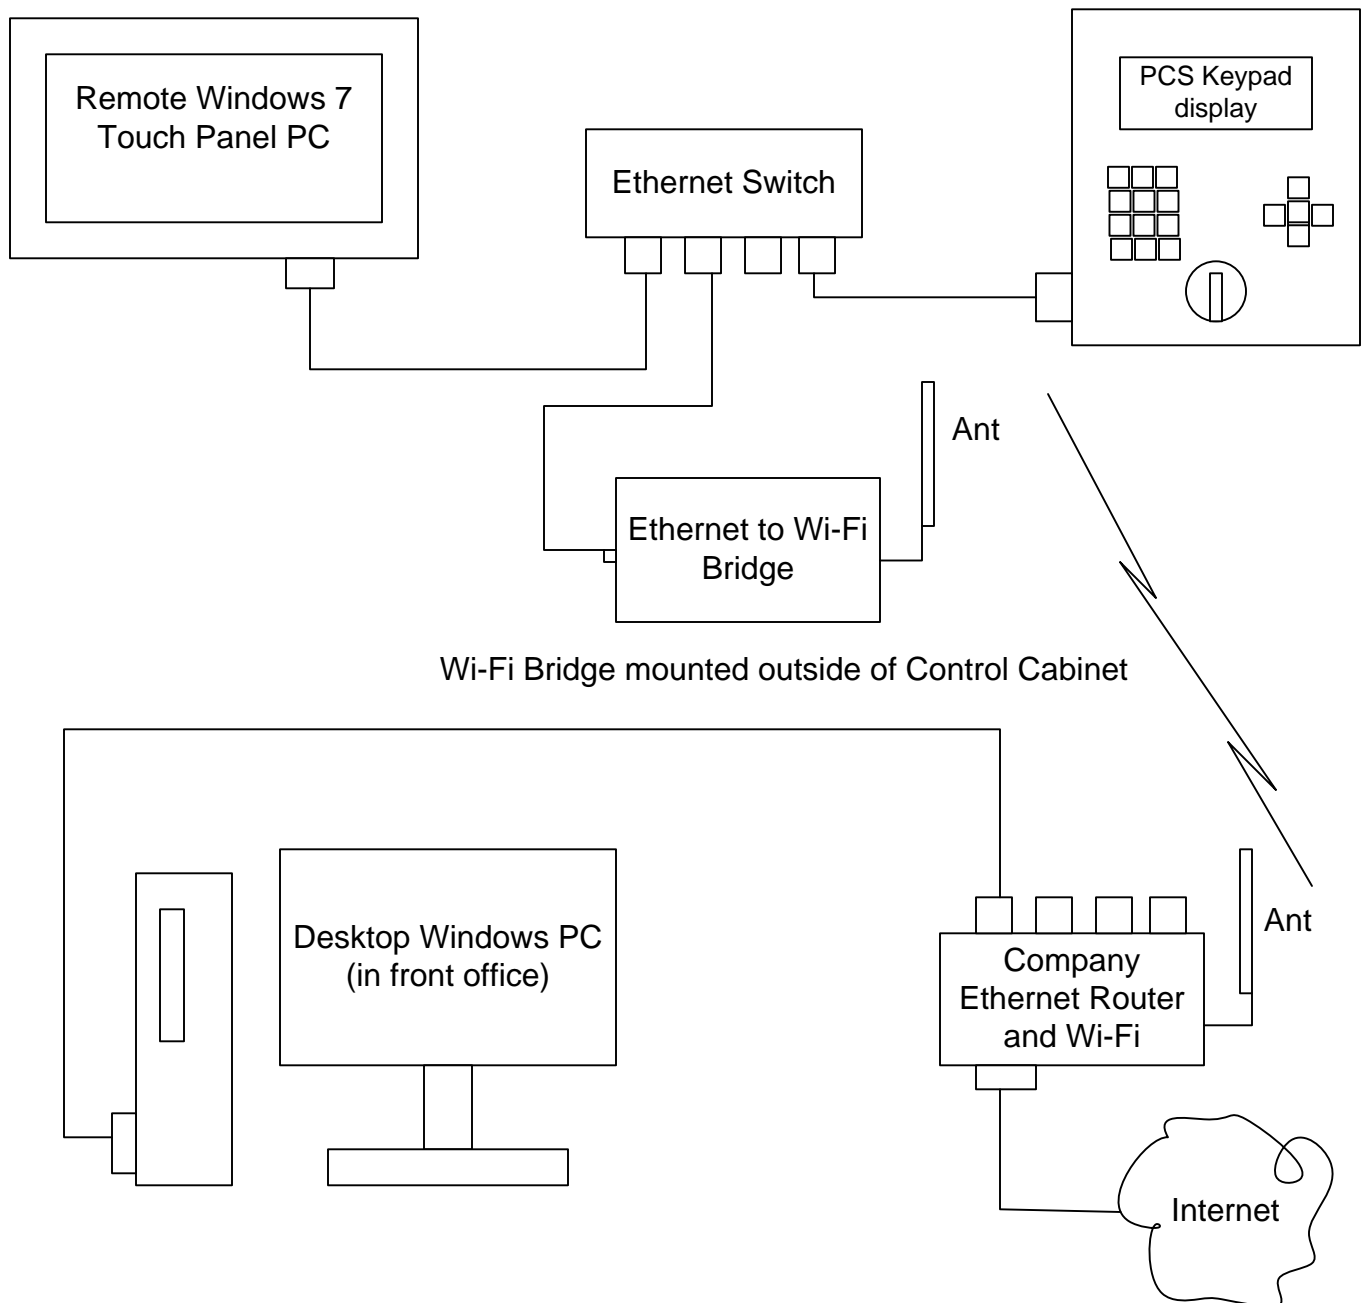 Remote Windows 7
Touch Panel PC
Ethernet Switch
PCS Keypad
display
Ant
Ethernet to Wi-Fi
Bridge
Wi-Fi Bridge mounted outside of Control Cabinet
Desktop Windows PC
(in front office)
Company
Ethernet Router
and Wi-Fi
Ant
Internet